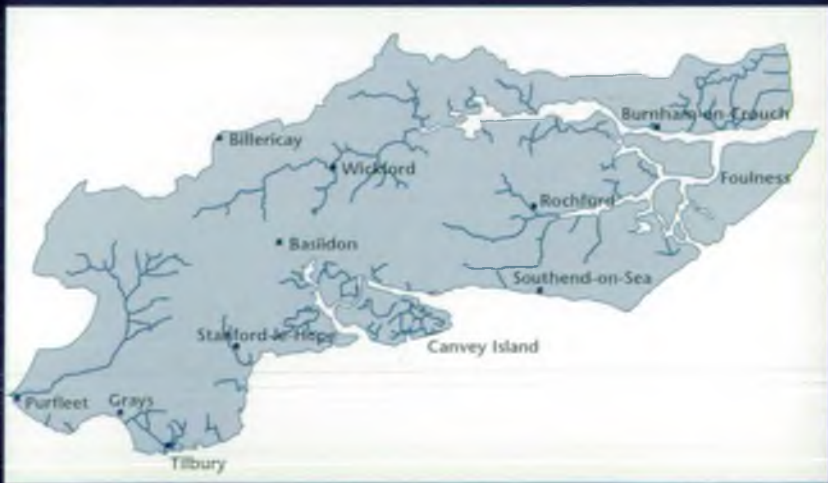 Burnham-on-Crouch
Billericay
Wickford
Foulness
Rochford
Basildon
Southend-on-Sea
Stanford-le-Hope
Canvey Island
Purfleet
Grays
Tilbury